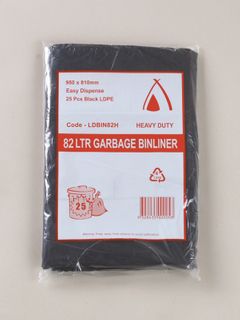 950 x 810mm
Easy Dispense
25 Pcs Black LDPE
Code - LDBIN82H
HEAVY DUTY
82 LTR GARBAGE BINLINER
25